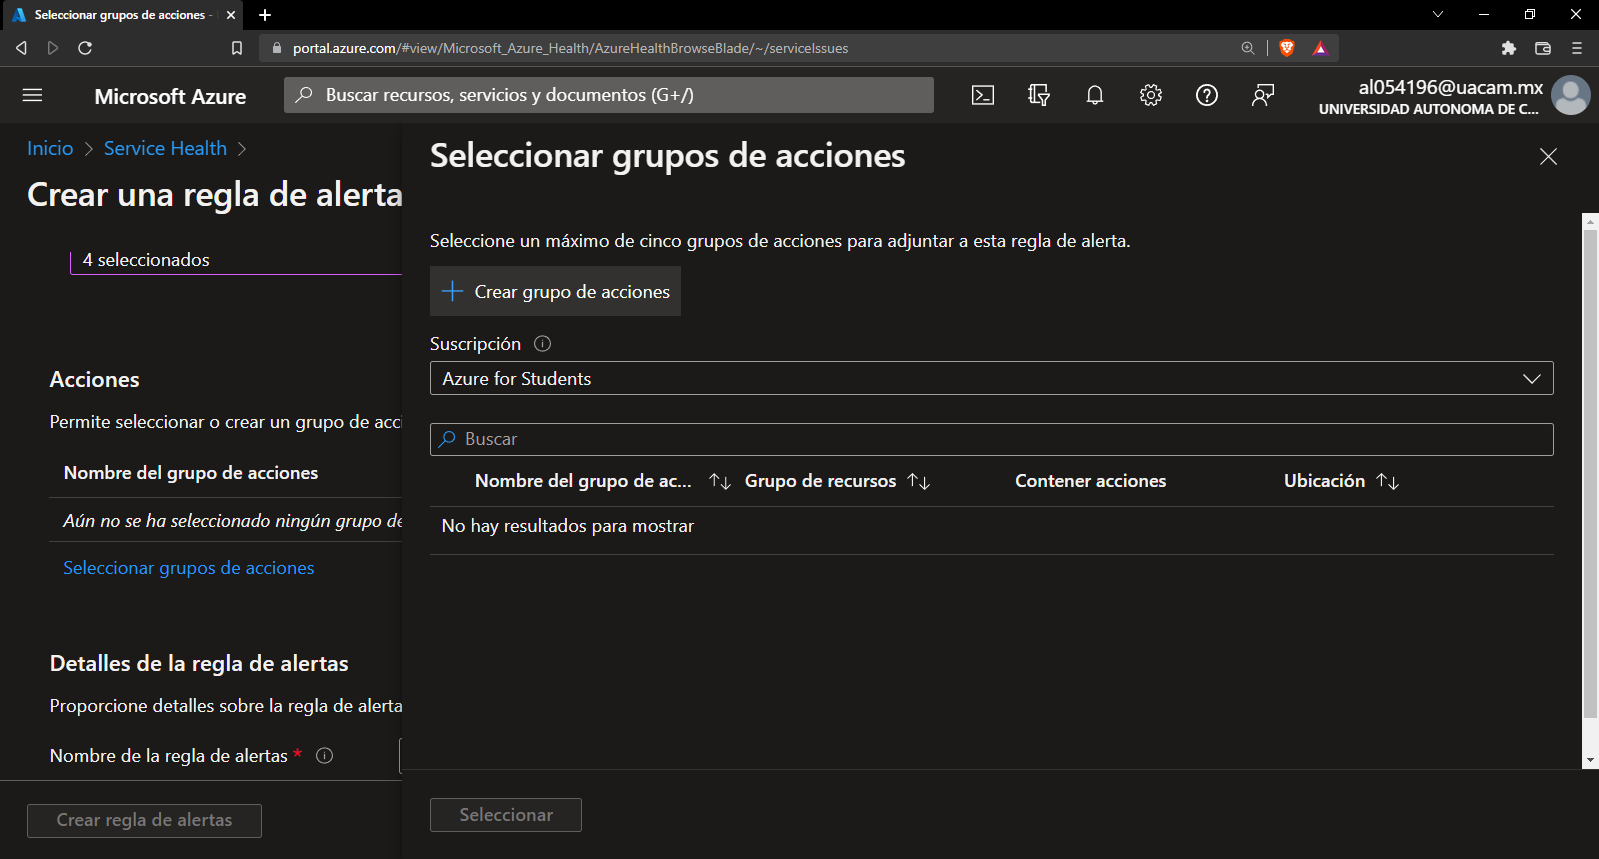 Seleccionar grupos de acciones -
portal.azure.com/#view/Microsoft_Azure_Health/AzureHealthBrowseBlade/~/serviceIssues
Microsoft Azure
Buscar recursos, servicios y documentos (G+/)
al054196@uacam.mx
UNIVERSIDAD AUTONOMA DE C...
Inicio > Service Health >
Crear una regla de alerta
4 seleccionados
Acciones
Permite seleccionar o crear un grupo de acci
Nombre del grupo de acciones
Aún no se ha seleccionado ningún grupo de
Seleccionar grupos de acciones
Detalles de la regla de alertas
Proporcione detalles sobre la regla de alerta
Nombre de la regla de alertas *
Crear regla de alertas
Seleccionar grupos de acciones
Seleccione un máximo de cinco grupos de acciones para adjuntar a esta regla de alerta.
+ Crear grupo de acciones
Suscripción
Azure for Students
Buscar
Nombre del grupo de ac... ↑↓ Grupo de recursos ↑↓ Contener acciones Ubicación ↑↓
No hay resultados para mostrar
Seleccionar